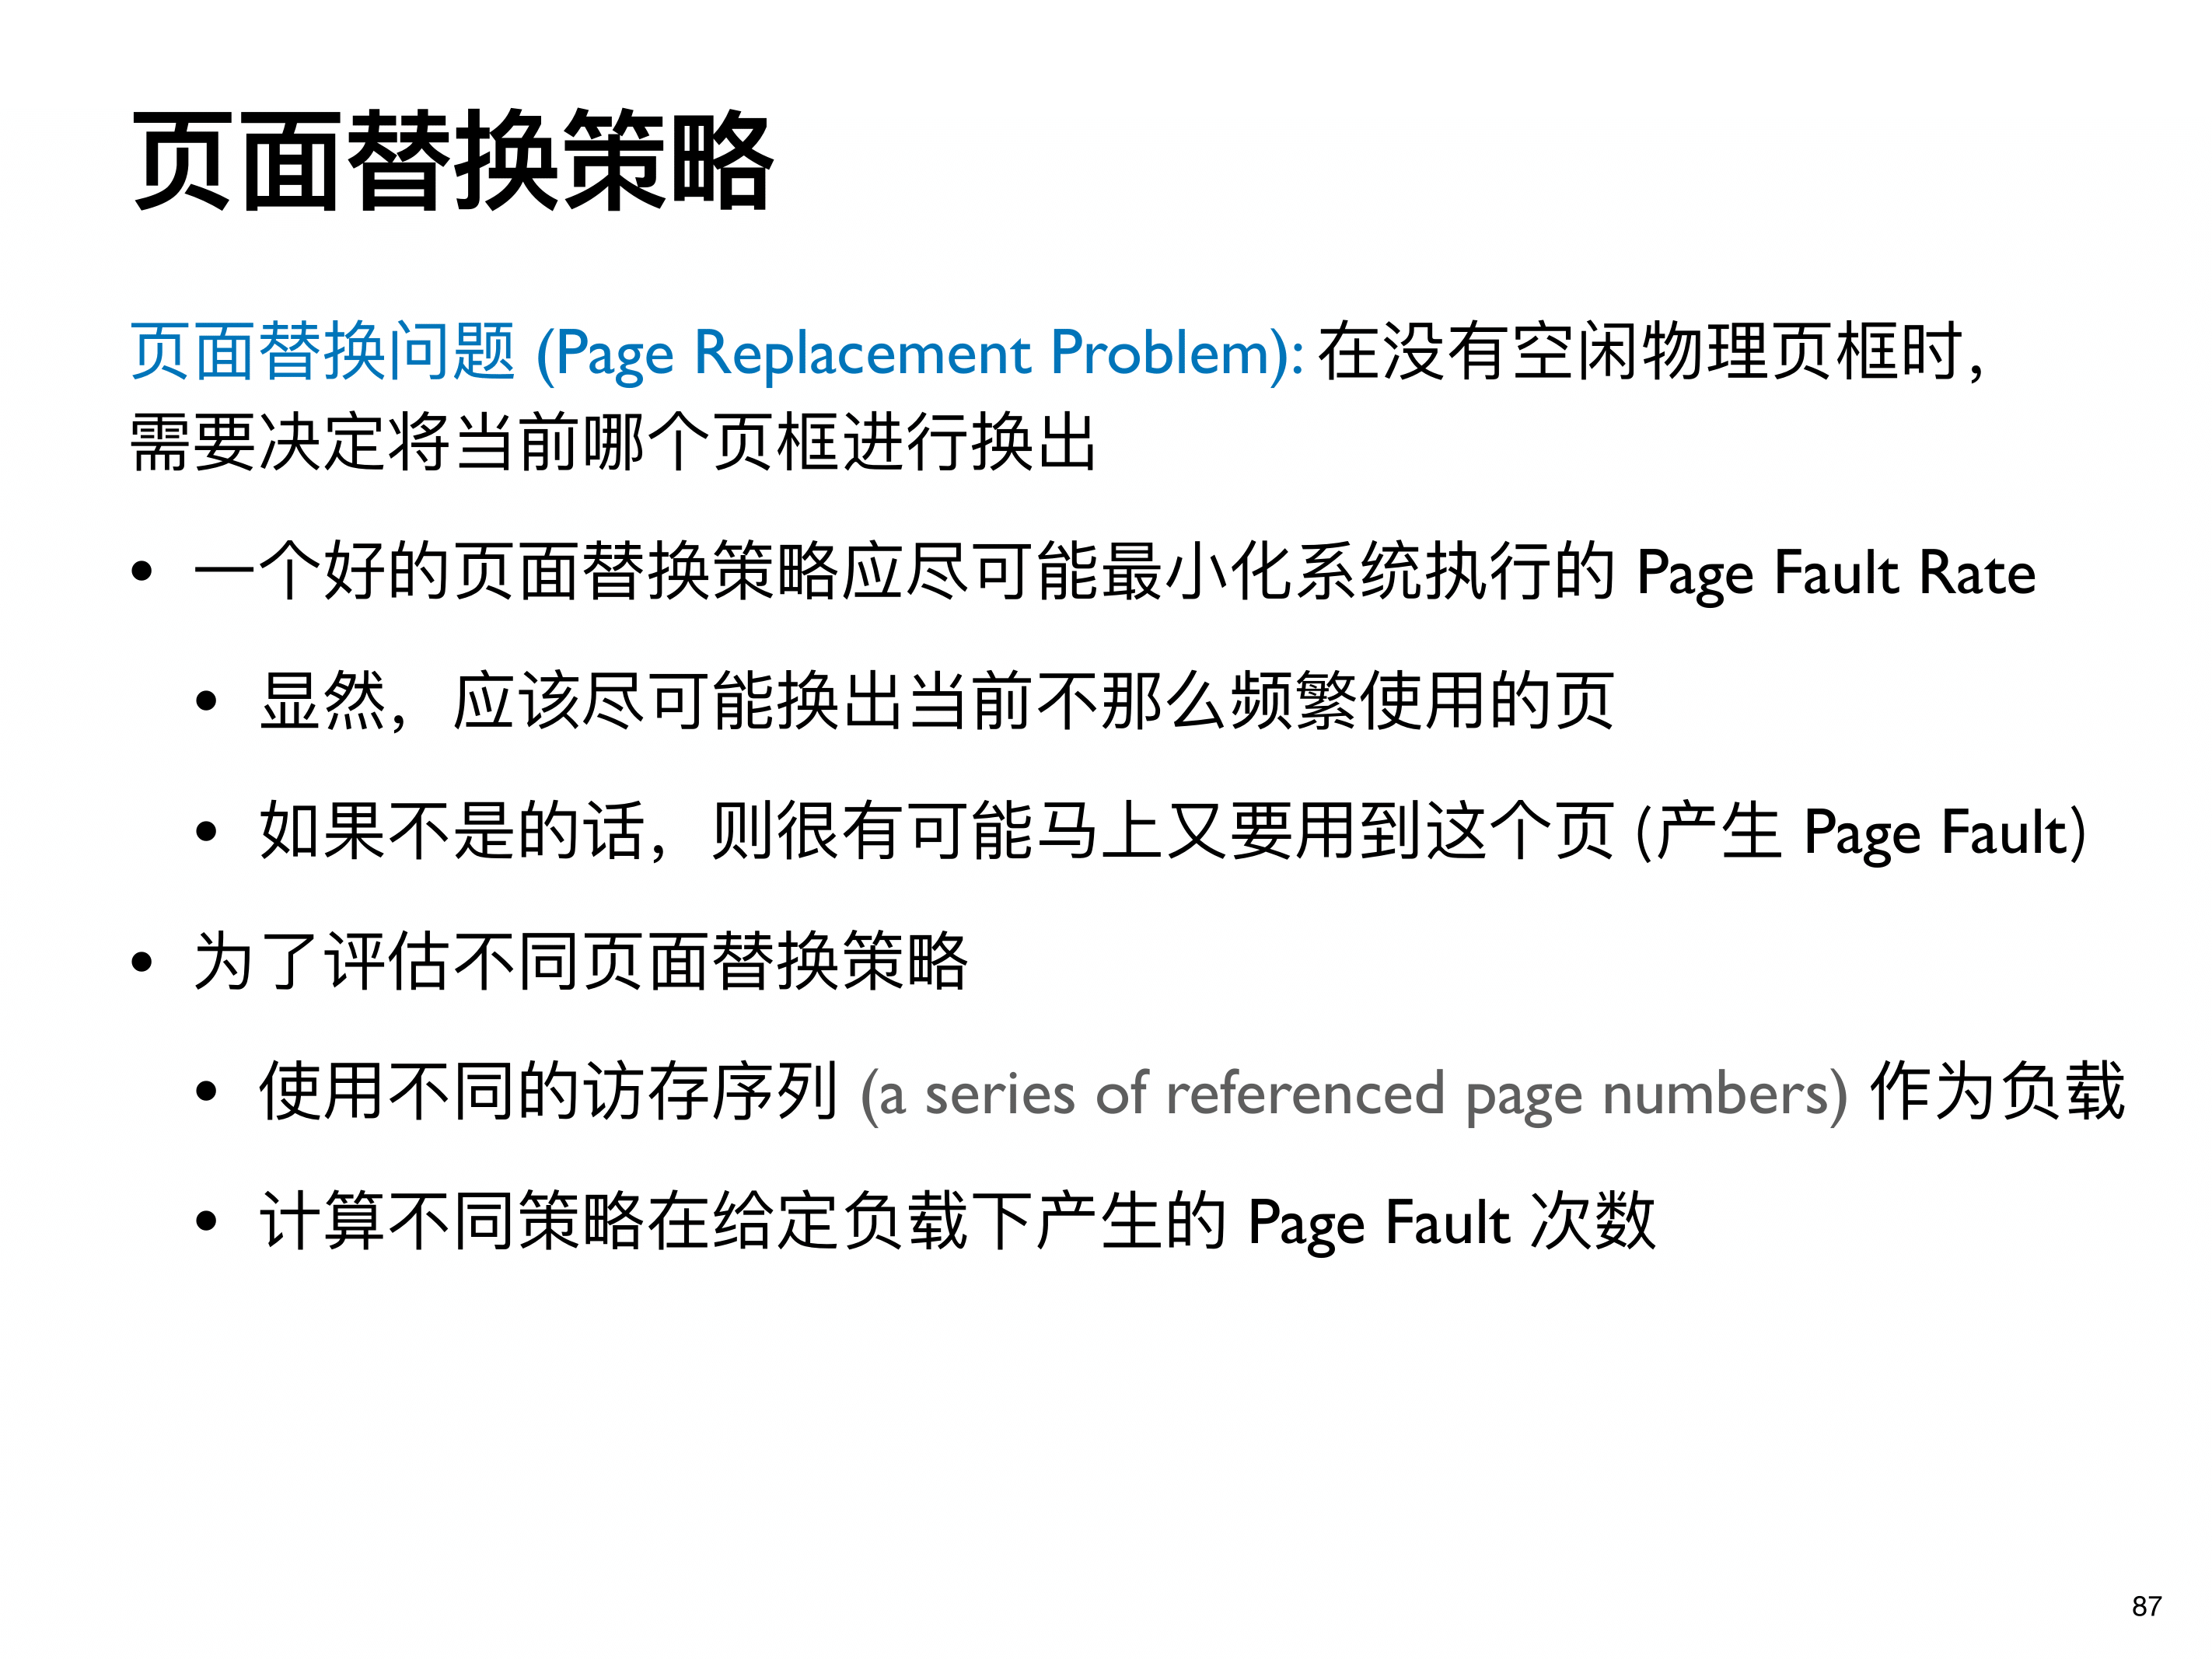 页面替换策略
页面替换问题 (Page Replacement Problem): 在没有空闲物理页框时，
需要决定将当前哪个页框进行换出
• 一个好的页面替换策略应尽可能最小化系统执行的 Page Fault Rate
• 显然，应该尽可能换出当前不那么频繁使用的页
• 如果不是的话，则很有可能马上又要用到这个页 (产生 Page Fault)
• 为了评估不同页面替换策略
• 使用不同的访存序列 (a series of referenced page numbers) 作为负载
• 计算不同策略在给定负载下产生的 Page Fault 次数
87